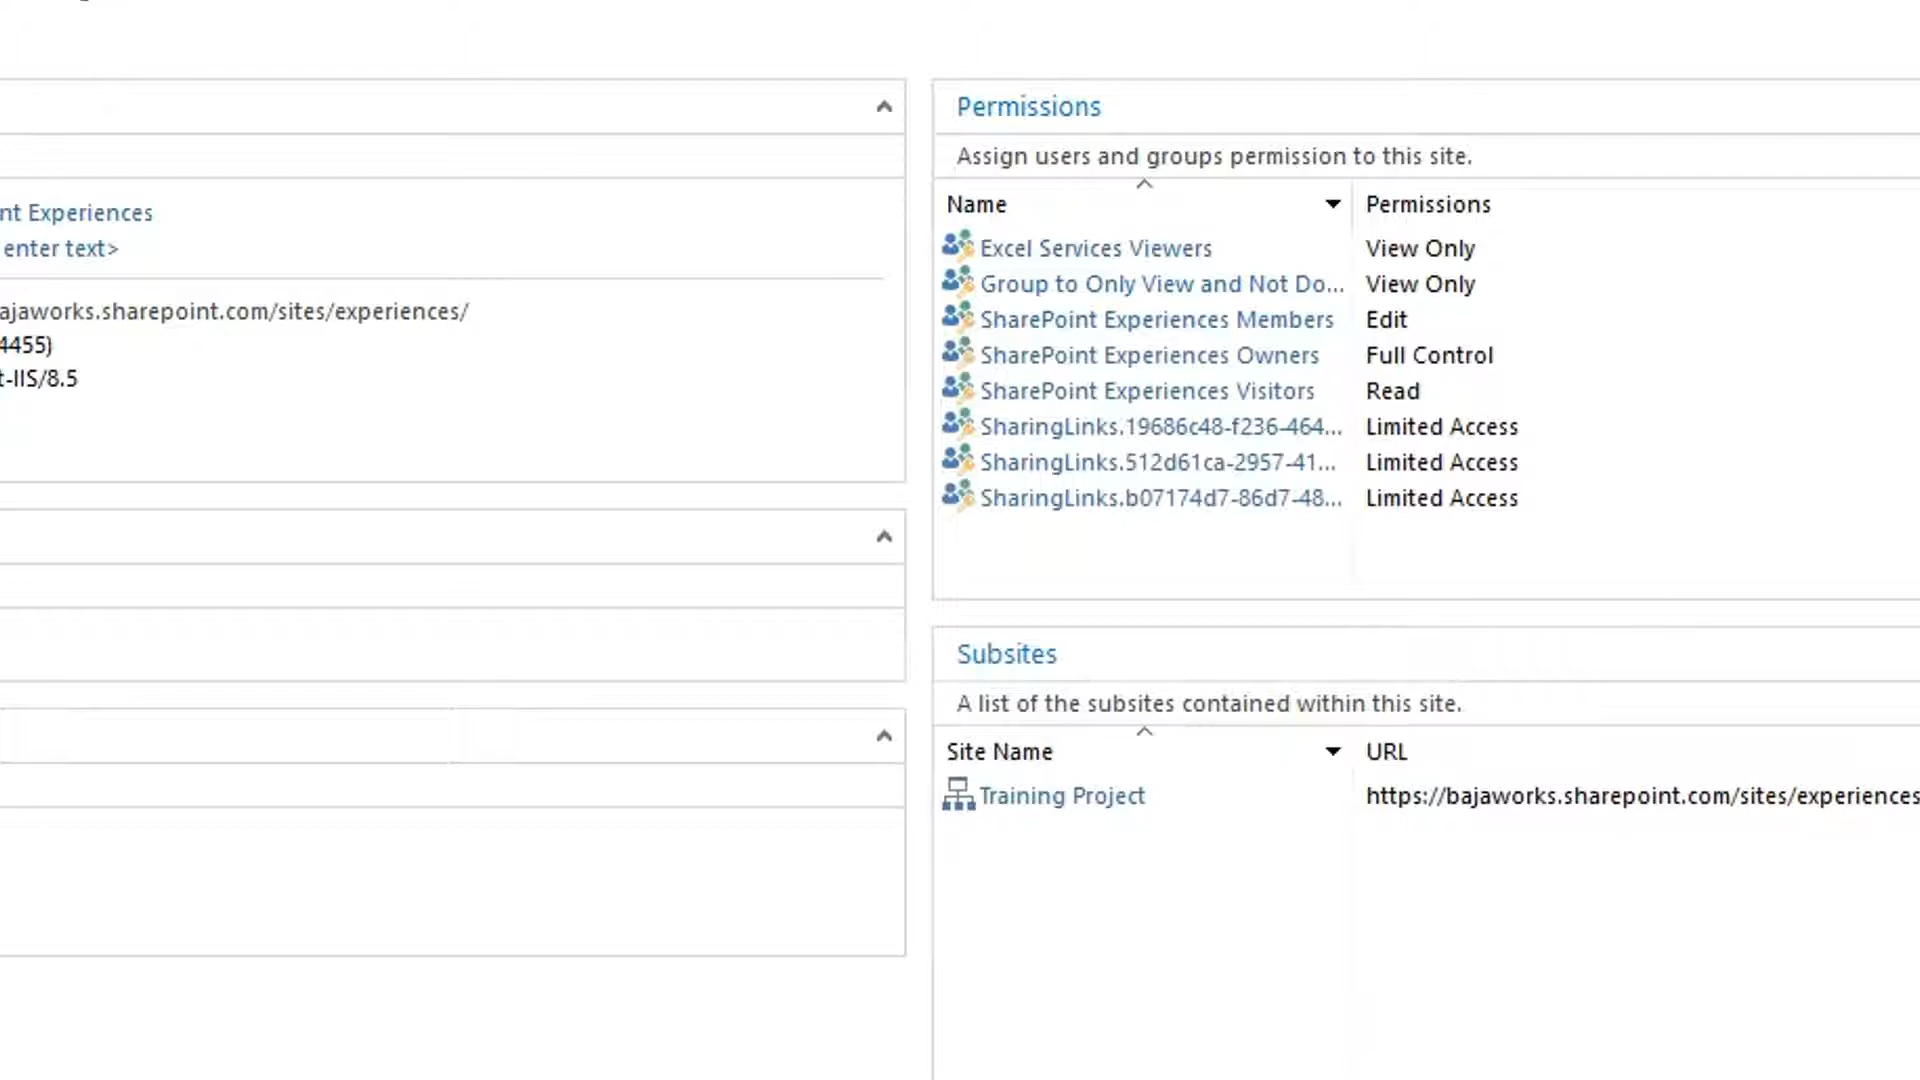 nt Experiences
enter text>
ajaworks.sharepoint.com/sites/experiences/
4455)
t-IIS/8.5
Permissions
Assign users and groups permission to this site.
Name Permissions
Excel Services Viewers View Only
Group to Only View and Not Do... View Only
SharePoint Experiences Members Edit
SharePoint Experiences Owners Full Control
SharePoint Experiences Visitors Read
SharingLinks.19686c48-f236-464... Limited Access
SharingLinks.512d61ca-2957-41... Limited Access
SharingLinks.b07174d7-86d7-48... Limited Access
Subsites
A list of the subsites contained within this site.
Site Name URL
Training Project https://bajaworks.sharepoint.com/sites/experiences